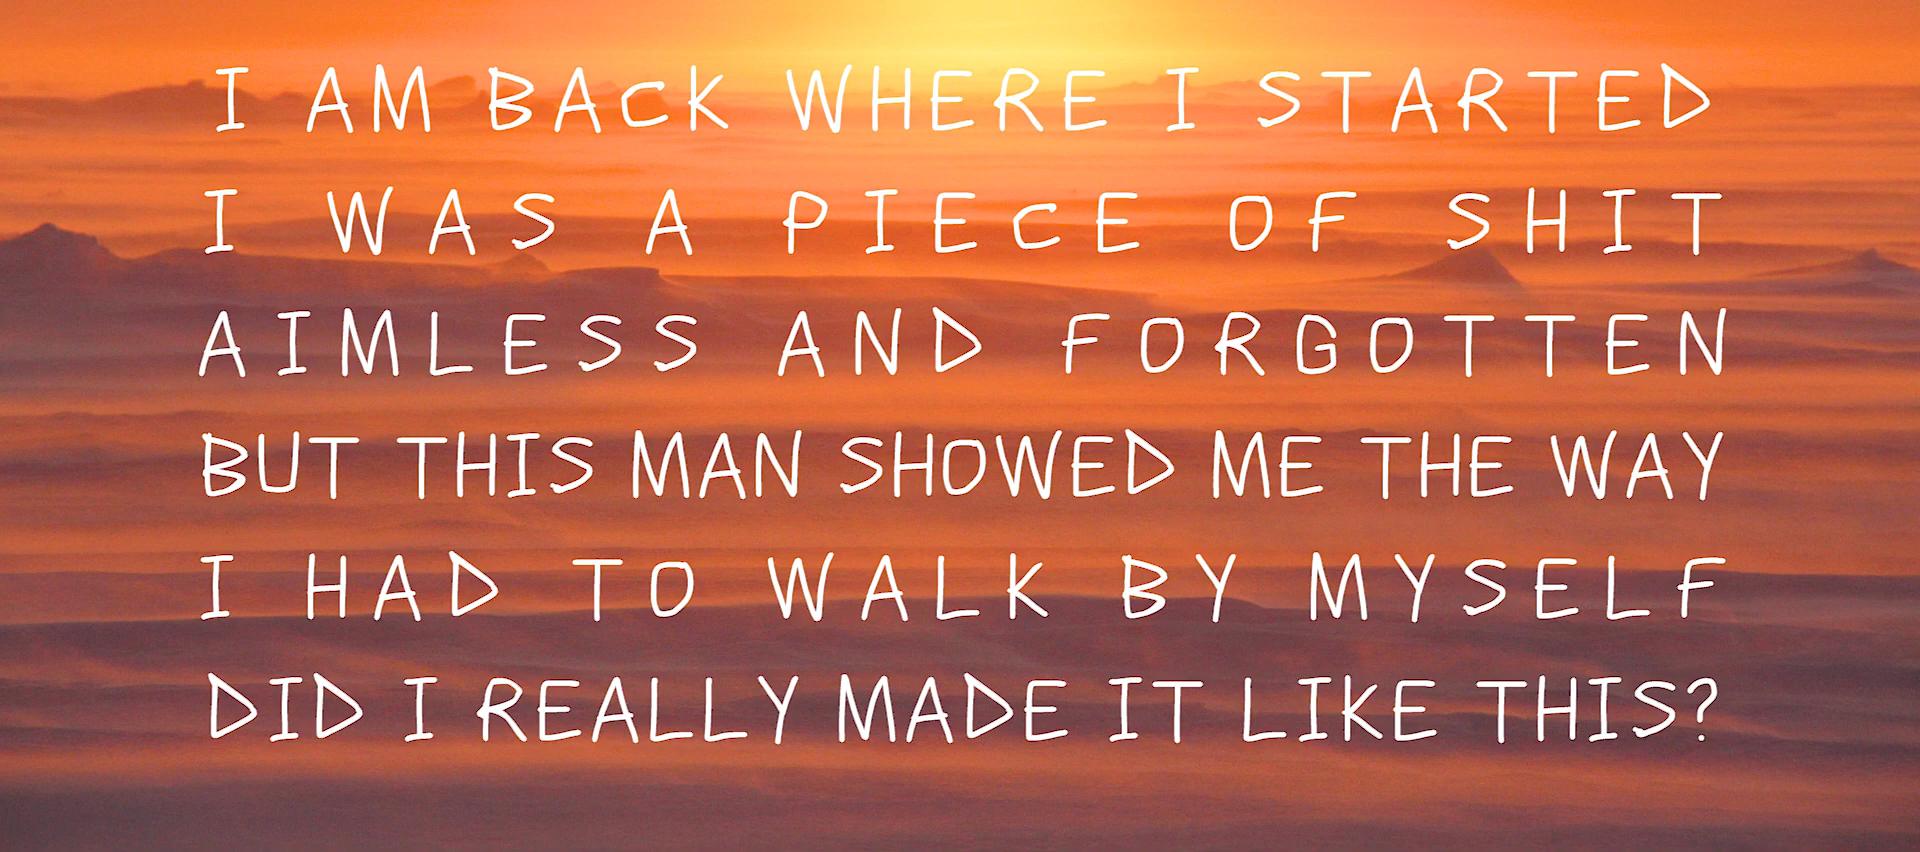 I AM BACK WHERE I STARTED
I WAS A PIECE OF SHIT
AIMLESS AND FORGOTTEN
BUT THIS MAN SHOWED ME THE WAY
I HAD TO WALK BY MYSELF
DID I REALLY MADE IT LIKE THIS?